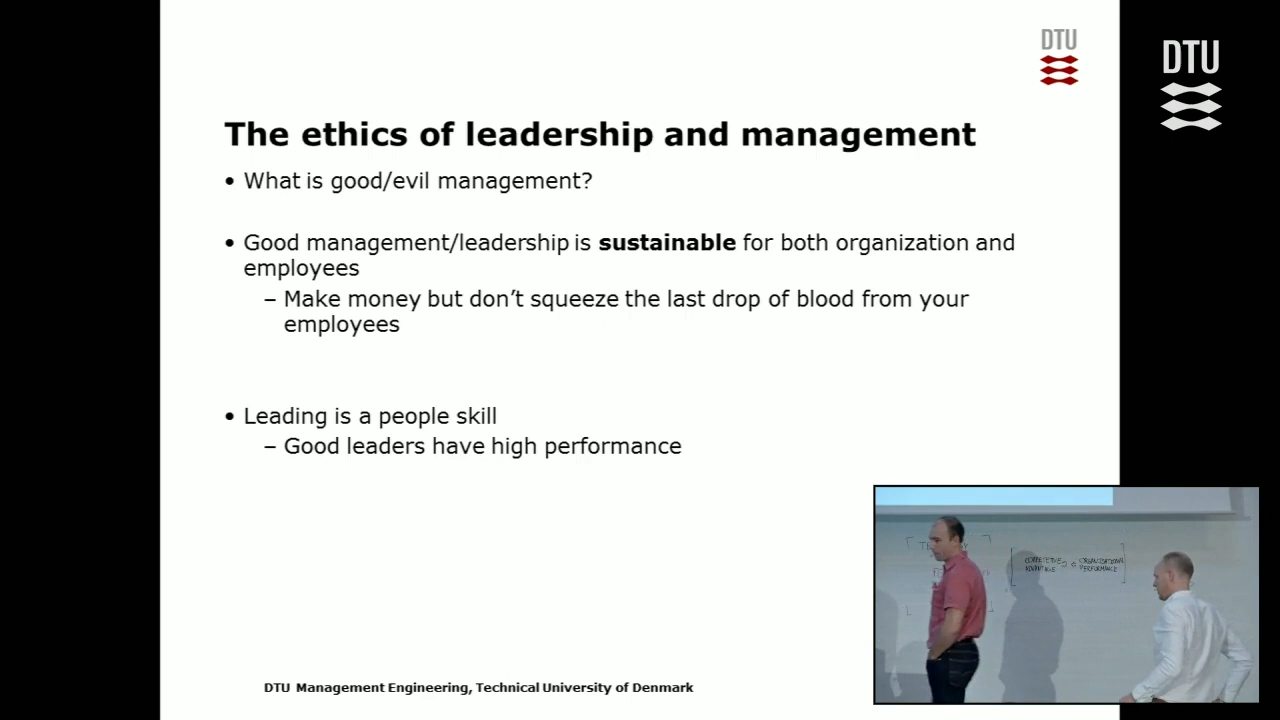 DTU
DTU
The ethics of leadership and management
• What is good/evil management?
• Good management/leadership is sustainable for both organization and
employees
– Make money but don’t squeeze the last drop of blood from your
employees
• Leading is a people skill
– Good leaders have high performance
COMPETITIVE
ADVANTAGE
ORGANIZATIONAL
PERFORMANCE
DTU Management Engineering, Technical University of Denmark